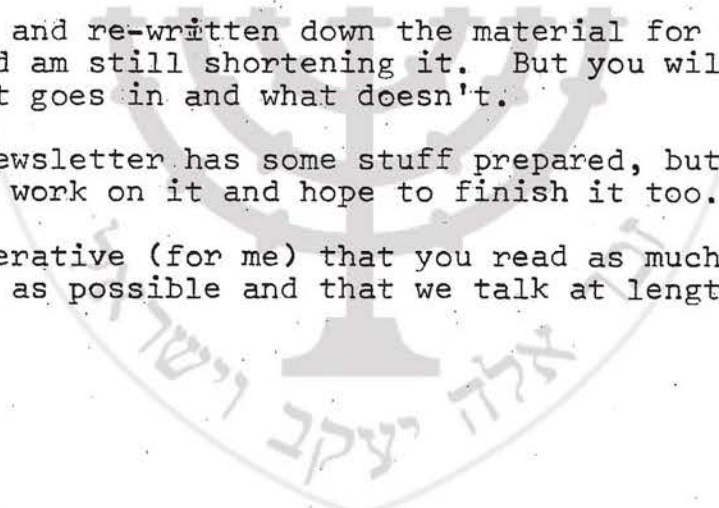 and re-written down the material for
d am still shortening it. But you wil
t goes in and what doesn't.
ewsletter has some stuff prepared, but
work on it and hope to finish it too.
erative (for me) that you read as much
as possible and that we talk at lengt
זכר אלה יעקב וישראל